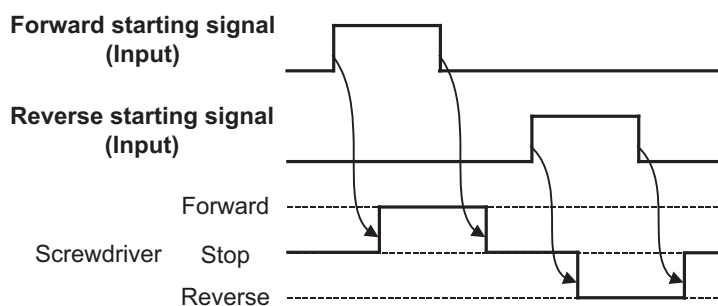 Forward starting signal
(Input)
Reverse starting signal
(Input)
Forward
Screwdriver Stop
Reverse